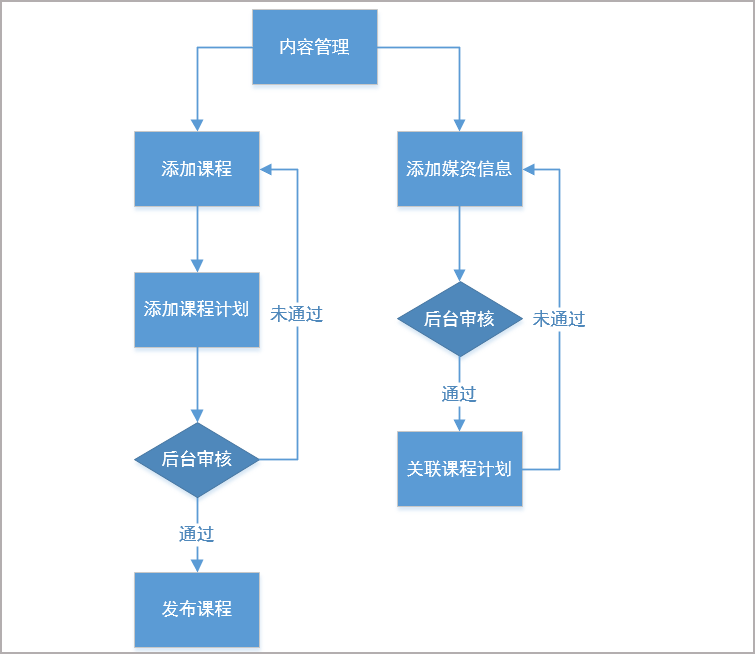 内容管理
添加课程
添加媒资信息
添加课程计划
未通过
后台审核
未通过
通过
后台审核
关联课程计划
通过
发布课程